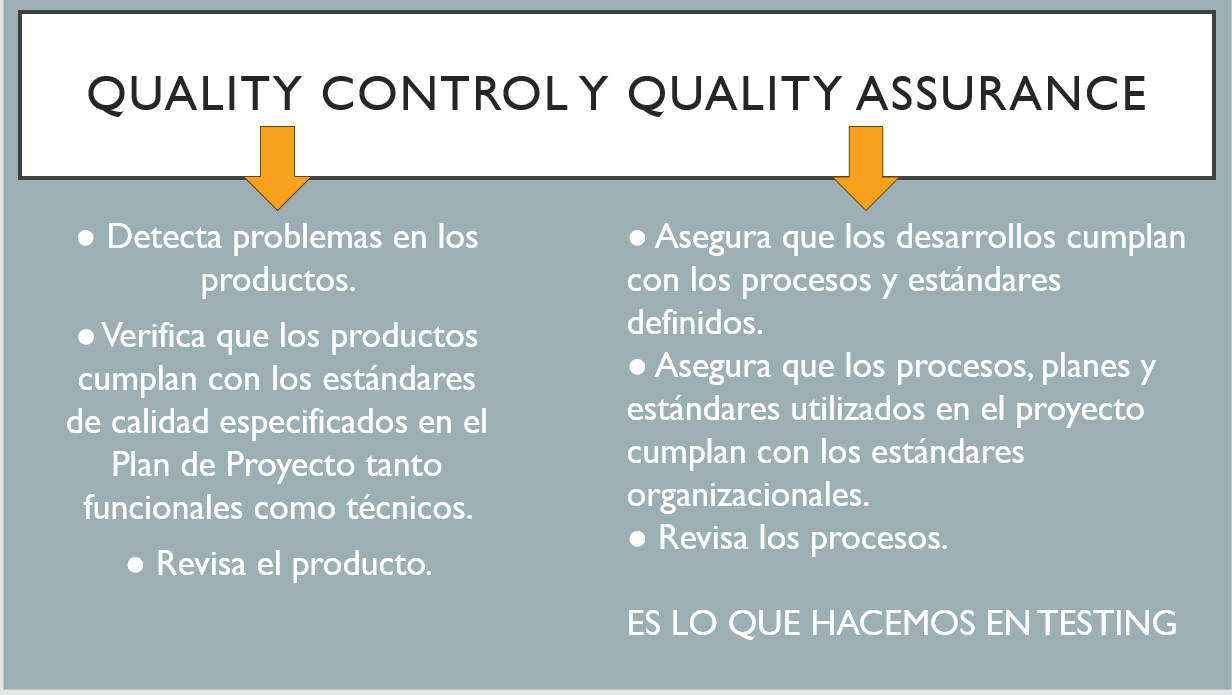 QUALITY CONTROL Y QUALITY ASSURANCE
● Detecta problemas en los
productos.
● Verifica que los productos
cumplan con los estándares
de calidad especificados en el
Plan de Proyecto tanto
funcionales como técnicos.
● Revisa el producto.
● Asegura que los desarrollos cumplan
con los procesos y estándares
definidos.
● Asegura que los procesos, planes y
estándares utilizados en el proyecto
cumplan con los estándares
organizacionales.
● Revisa los procesos.
ES LO QUE HACEMOS EN TESTING